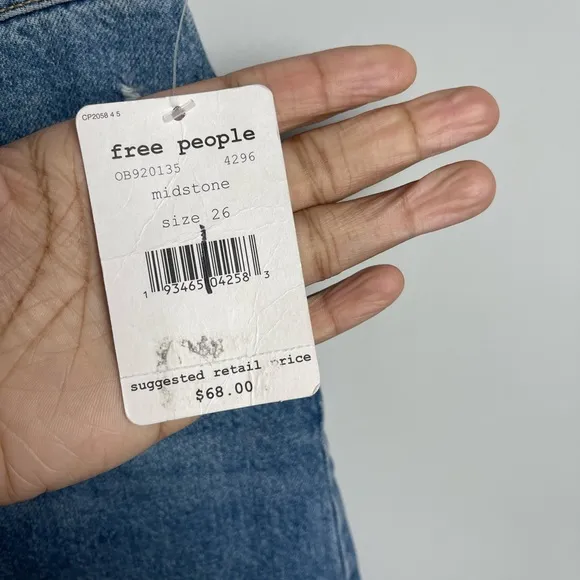 CP2058 4 5
free people
OB920135 4296
midstone
size 26
1 93465 04258 3
suggested retail price
$68.00